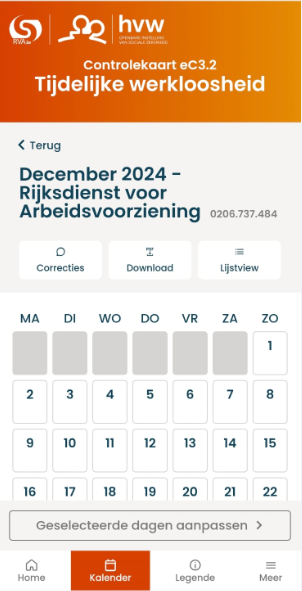 RVA.be
hvw
OPENBARE INSTELLING
VAN SOCIALE ZEKERHEID
Controlekaart eC3.2
Tijdelijke werkloosheid
Terug
December 2024 -
Rijksdienst voor
Arbeidsvoorziening 0206.737.484
Correcties Download Lijstview
MA DI WO DO VR ZA ZO
1
2 3 4 5 6 7 8
9 10 11 12 13 14 15
16 17 18 19 20 21 22
Geselecteerde dagen aanpassen
Home Kalender Legende Meer